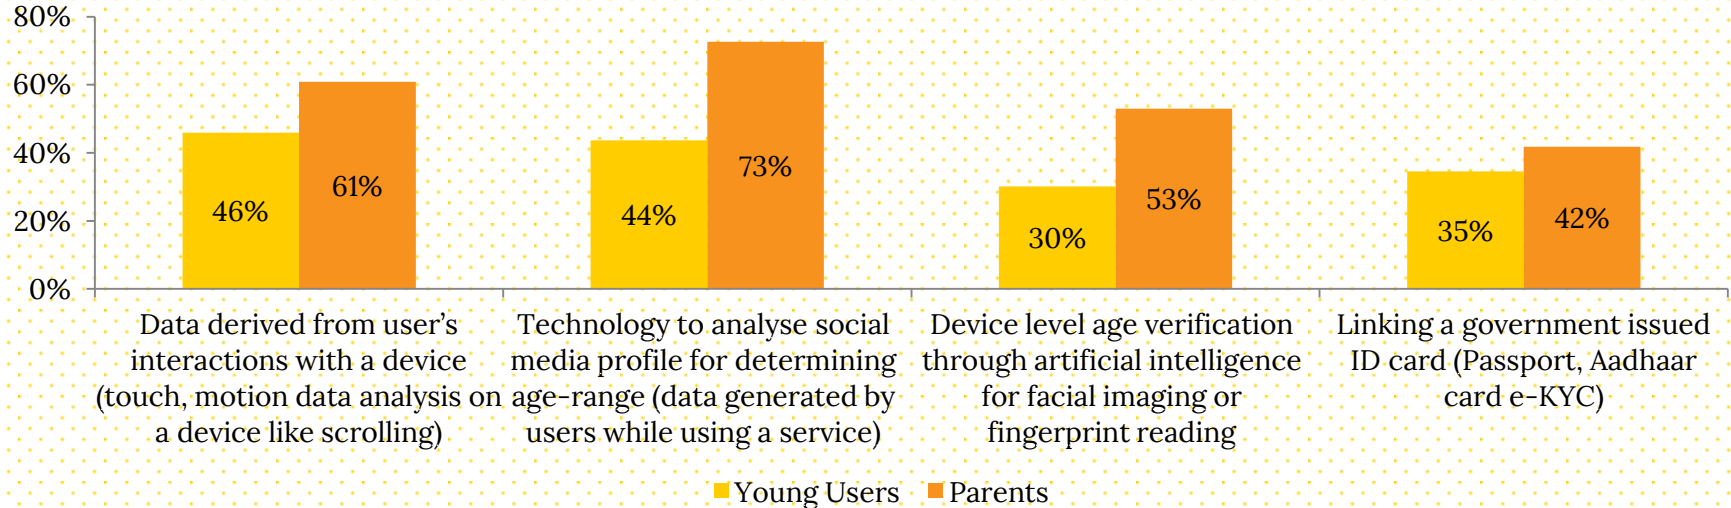 80%
60%
40%
20%
0%
46%
61%
44%
73%
30%
53%
35%
42%
Data derived from user’s
interactions with a device
(touch, motion data analysis on
a device like scrolling)
Technology to analyse social
media profile for determining
age-range (data generated by
users while using a service)
Device level age verification
through artificial intelligence
for facial imaging or
fingerprint reading
Linking a government issued
ID card (Passport, Aadhaar
card e-KYC)
Young Users
Parents